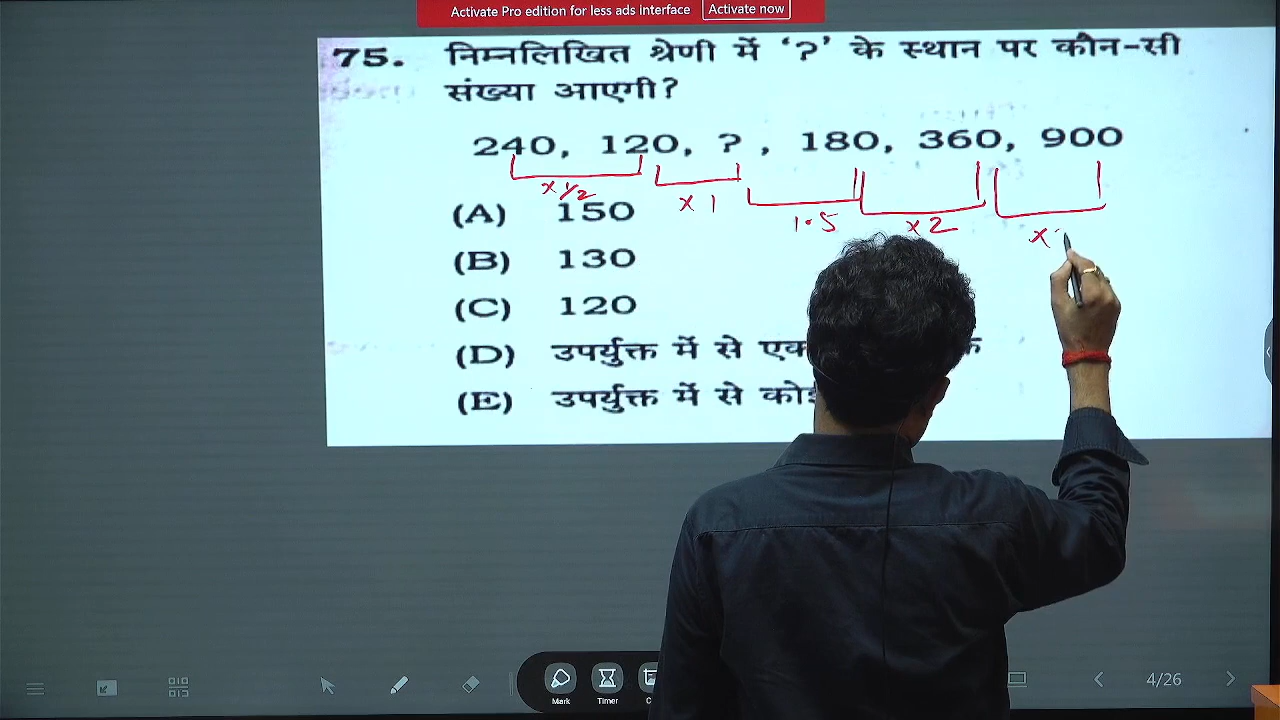 Activate Pro edition for less ads interface Activate now
75. निम्नलिखित श्रेणी में ‘?’ के स्थान पर कौन-सी
संख्या आएगी?
240, 120, ? , 180, 360, 900
x 1/2 x 1 1.5 x 2 x
(A) 150
(B) 130
(C) 120
(D) उपर्युक्त में से एक
(E) उपर्युक्त में से
Mark Timer
4/26